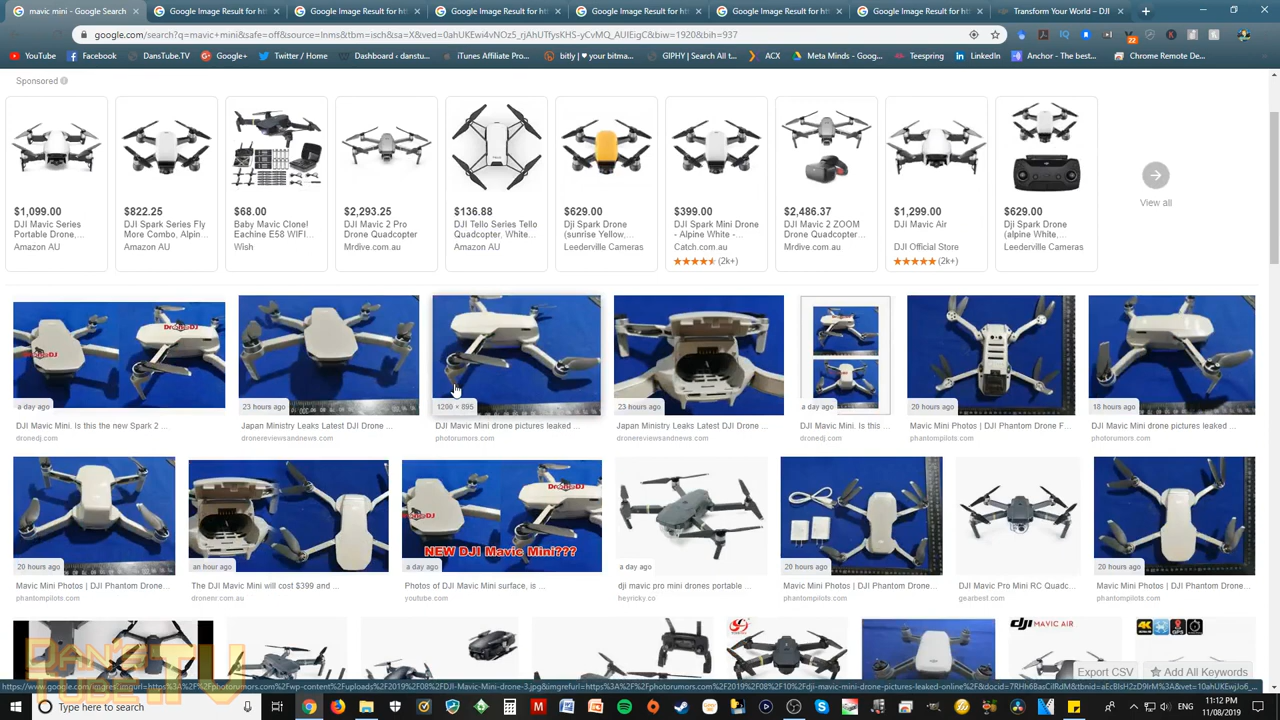 mavic mini - Google Search
Google Image Result for ht
Google Image Result for ht
Google Image Result for ht
Google Image Result for ht
Google Image Result for ht
Google Image Result for ht
Transform Your World – DJI
google.com/search?q=mavic+mini&safe=off&source=lnms&tbm=isch&sa=X&ved=0ahUKEwi4vNOz5_rjAhUTfysKHS-yCvMQ_AUIEigC&biw=1920&bih=937
YouTube
Facebook
DansTube.TV
Google+
Twitter / Home
Dashboard · danstu...
iTunes Affiliate Pro...
bitly | ♥ your bitma...
GIPHY | Search All t...
ACX
Meta Minds - Goog...
Teespring
LinkedIn
Anchor - The best...
Chrome Remote De...
Sponsored
$1,099.00
DJI Mavic Series
Portable Drone,...
Amazon AU
$822.25
DJI Spark Series Fly
More Combo, Alpin...
Amazon AU
$68.00
Baby Mavic Clone!
Eachine E58 WIFI...
Wish
$2,293.25
DJI Mavic 2 Pro
Drone Quadcopter
Mrdive.com.au
$136.88
DJI Tello Series Tello
Quadcopter, White...
Amazon AU
$629.00
DJI Spark Drone
(sunrise Yellow,...
Leederville Cameras
$399.00
DJI Spark Mini Drone
- Alpine White -...
Catch.com.au
(2k+)
$2,486.37
DJI Mavic 2 ZOOM
Drone Quadcopter...
Mrdive.com.au
$1,299.00
DJI Mavic Air
DJI Official Store
(2k+)
$629.00
Dji Spark Drone
(alpine White,...
Leederville Cameras
View all
DroneDJ
DroneDJ
a day ago
DJI Mavic Mini. Is this the new Spark 2 ...
dronedj.com
23 hours ago
Japan Ministry Leaks Latest DJI Drone ...
dronereviewsandnews.com
1200 × 895
DJI Mavic Mini drone pictures leaked ...
photorumors.com
23 hours ago
Japan Ministry Leaks Latest DJI Drone ...
dronereviewsandnews.com
a day ago
DJI Mavic Mini. Is this ...
dronedj.com
20 hours ago
Mavic Mini Photos | DJI Phantom Drone F...
phantompilots.com
18 hours ago
DJI Mavic Mini drone pictures leaked ...
photorumors.com
20 hours ago
Mavic Mini Photos | DJI Phantom Drone...
phantompilots.com
an hour ago
The DJI Mavic Mini will cost $399 and ...
dronenr.com.au
DroneDJ
DroneDJ
NEW DJI Mavic Mini???
a day ago
Photos of DJI Mavic Mini surface, is ...
youtube.com
a day ago
dji mavic pro mini drones portable ...
heyricky.co
20 hours ago
Mavic Mini Photos | DJI Phantom Drone...
phantompilots.com
DJI Mavic Pro Mini RC Quadc...
gearbest.com
20 hours ago
Mavic Mini Photos | DJI Phantom Drone...
phantompilots.com
DJI MAVIC AIR
4K
GPS
Export CSV
Add All Keywords
DANS TUBE TV
Type here to search
11:12 PM
11/08/2019